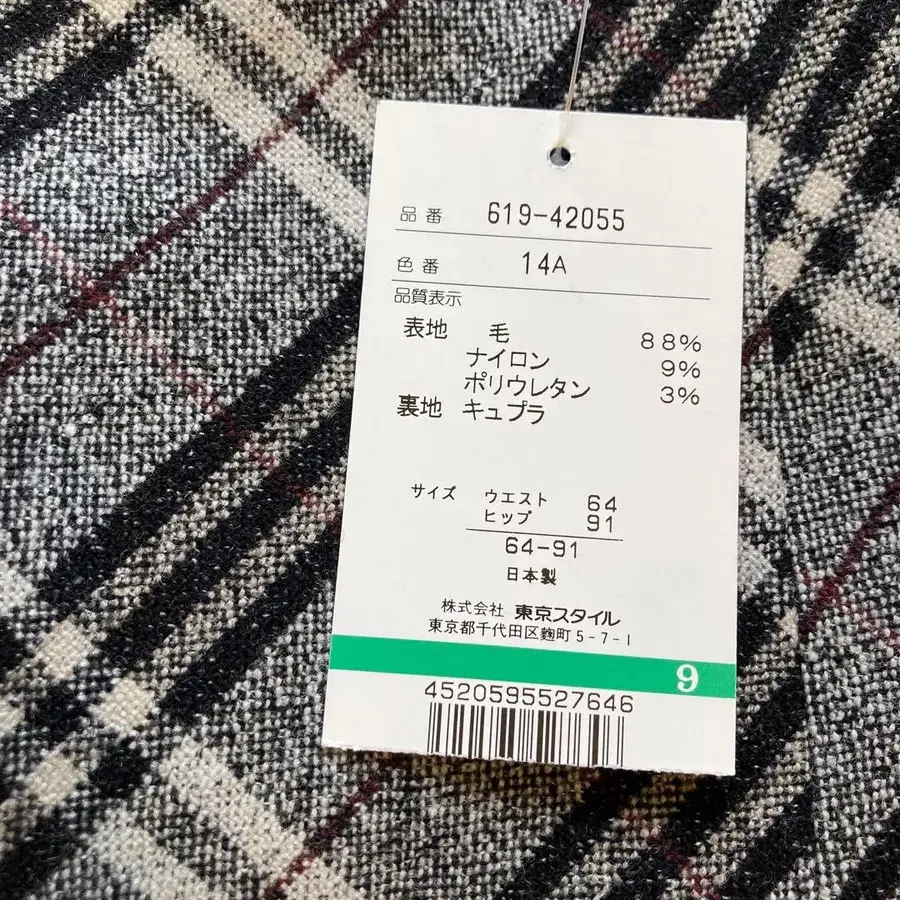 品番 619-42055
色番 14A
品質表示
表地 毛 88%
ナイロン 9%
ポリウレタン 3%
裏地 キュプラ
サイズ ウエスト 64
ヒップ 91
64-91
日本製
株式会社 東京スタイル
東京都千代田区麹町5-7-1
9
4520595527646